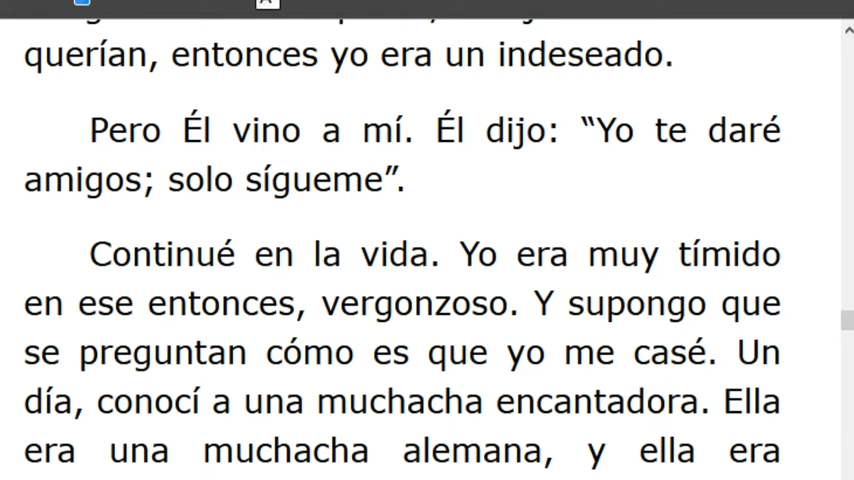 querían, entonces yo era un indeseado.
Pero Él vino a mí. Él dijo: “Yo te daré
amigos; solo sígueme”.
Continué en la vida. Yo era muy tímido
en ese entonces, vergonzoso. Y supongo que
se preguntan cómo es que yo me casé. Un
día, conocí a una muchacha encantadora. Ella
era una muchacha alemana, y ella era